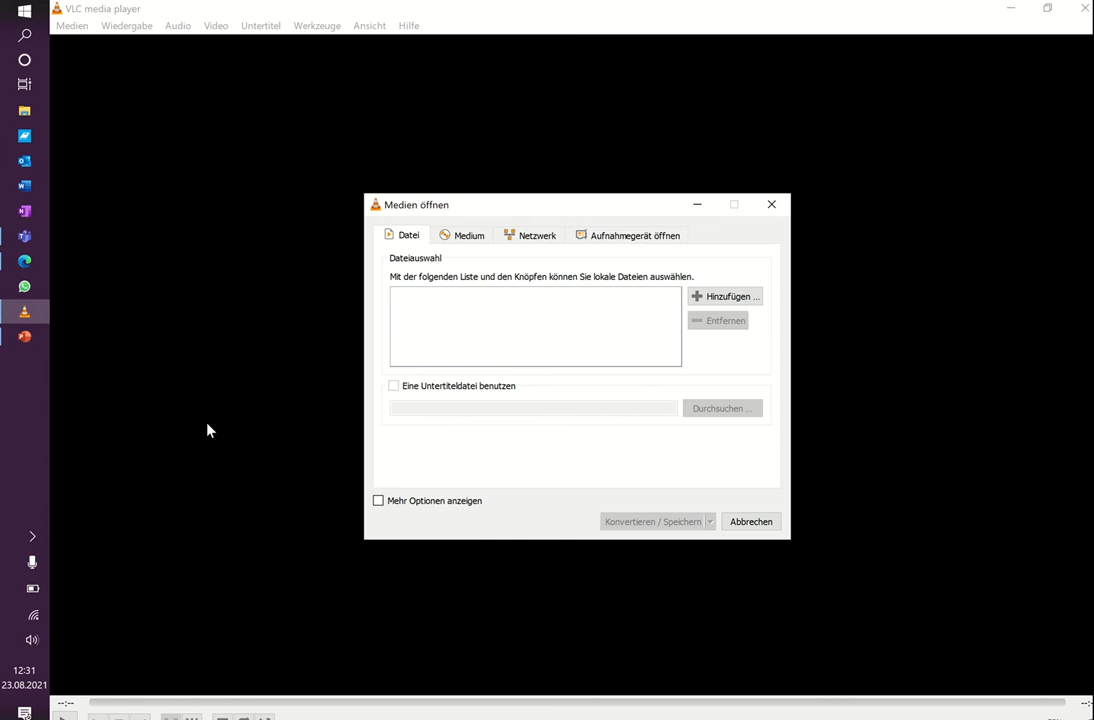 VLC media player
Medien Wiedergabe Audio Video Untertitel Werkzeuge Ansicht Hilfe
Medien öffnen
Datei Medium Netzwerk Aufnahmegerät öffnen
Dateiauswahl
Mit der folgenden Liste und den Knöpfen können Sie lokale Dateien auswählen.
Hinzufügen ...
Entfernen
Eine Untertiteldatei benutzen
Durchsuchen ...
Mehr Optionen anzeigen
Konvertieren / Speichern Abbrechen
12:31
23.08.2021
--:--